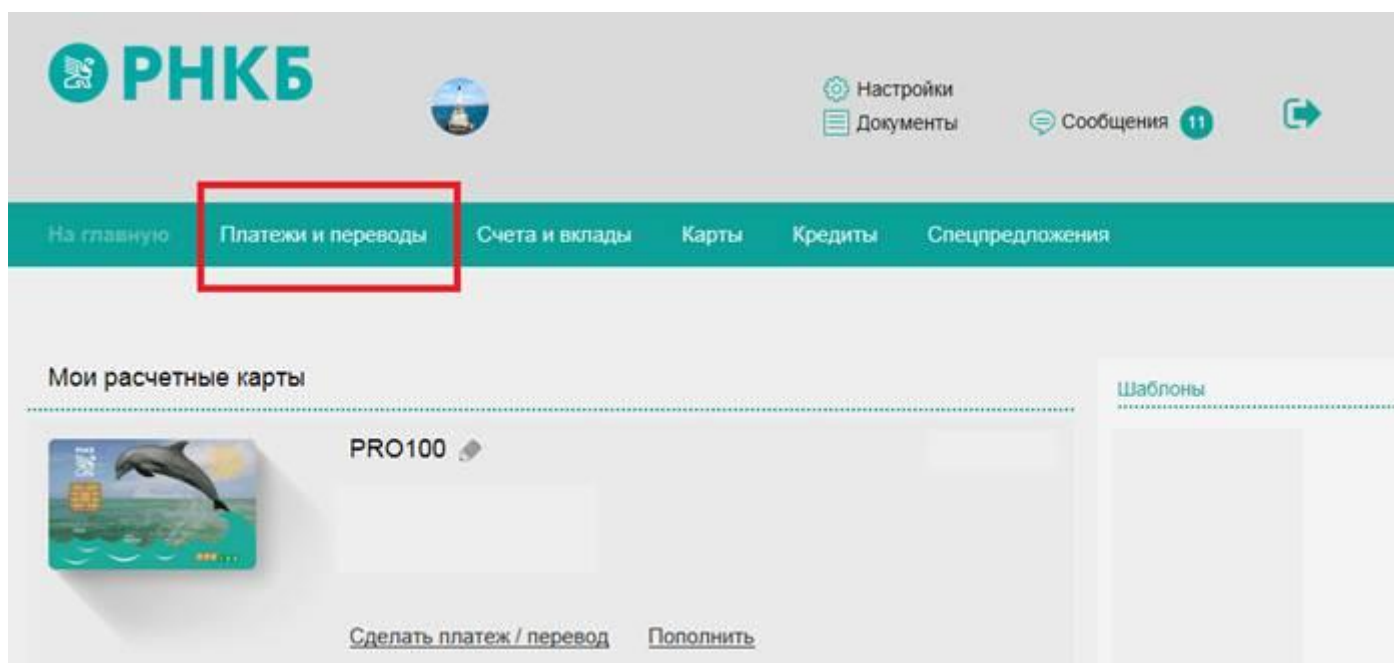 РНКБ
Настройки
Документы
Сообщения 11
На главную Платежи и переводы Счета и вклады Карты Кредиты Спецпредложения
Мои расчетные карты
Шаблоны
PRO100
Сделать платеж / перевод Пополнить